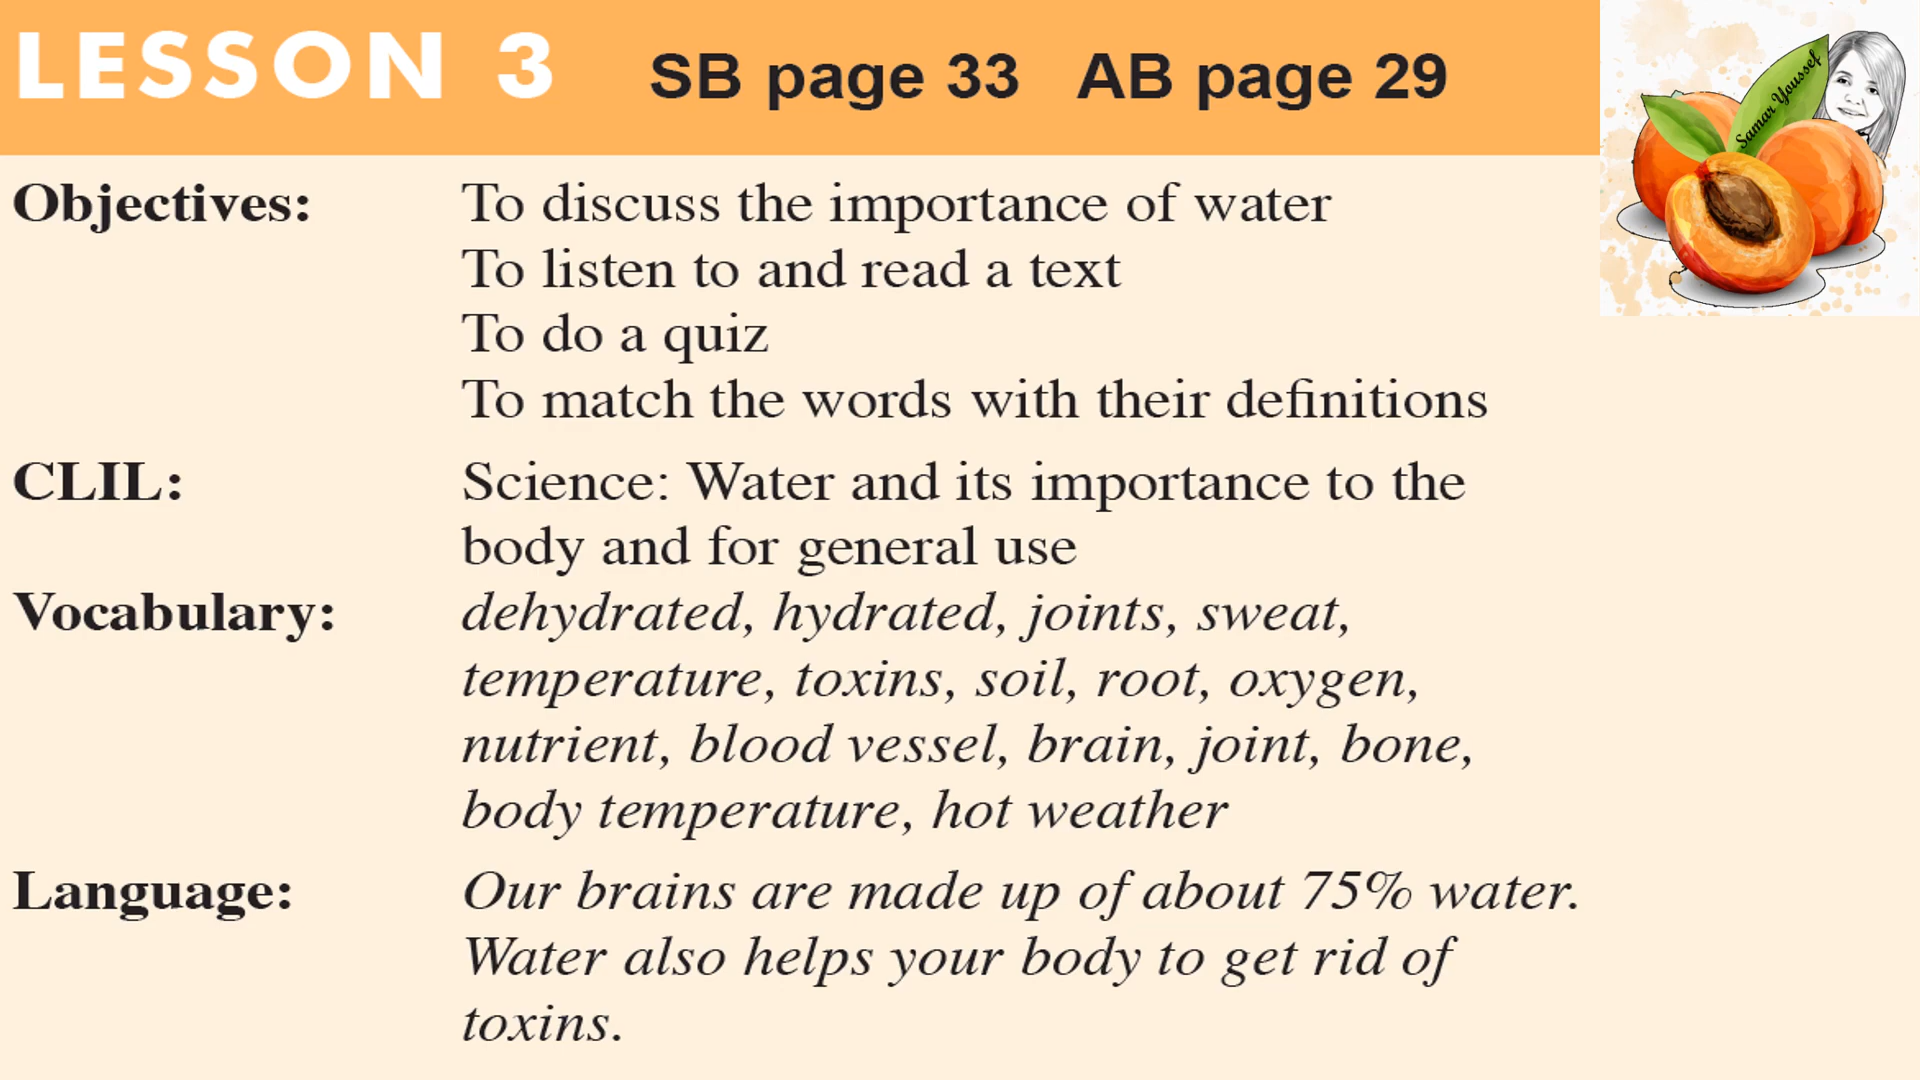 LESSON 3 SB page 33 AB page 29
Samar Youssef
Objectives: To discuss the importance of water
To listen to and read a text
To do a quiz
To match the words with their definitions
CLIL: Science: Water and its importance to the
body and for general use
Vocabulary: dehydrated, hydrated, joints, sweat,
temperature, toxins, soil, root, oxygen,
nutrient, blood vessel, brain, joint, bone,
body temperature, hot weather
Language: Our brains are made up of about 75% water.
Water also helps your body to get rid of
toxins.